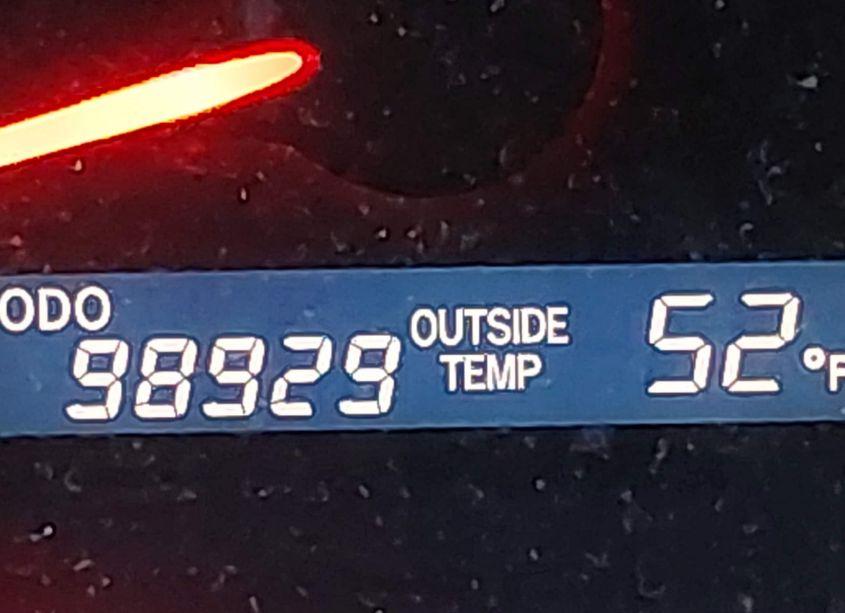 ODO
98929
OUTSIDE
TEMP
52°F